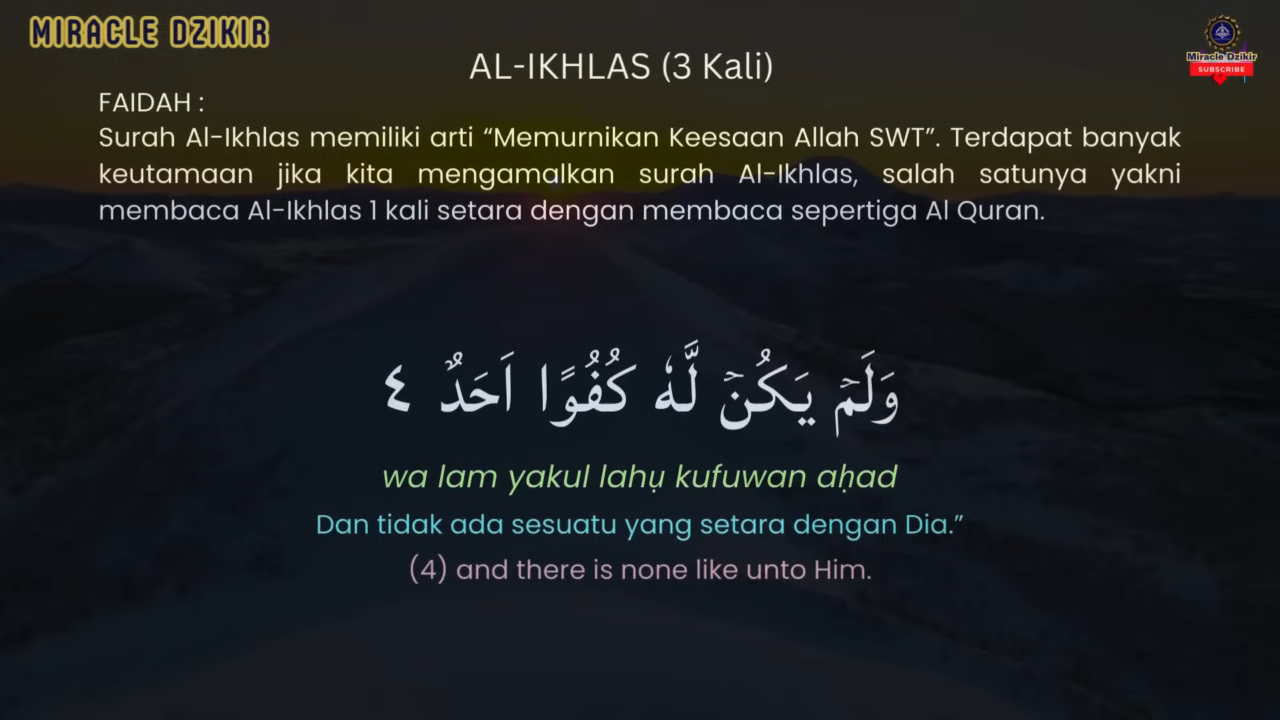 MIRACLE DZIKIR
Miracle Dzikir
SUBSCRIBE
AL-IKHLAS (3 Kali)
FAIDAH :
Surah Al-Ikhlas memiliki arti “Memurnikan Keesaan Allah SWT”. Terdapat banyak
keutamaan jika kita mengamalkan surah Al-Ikhlas, salah satunya yakni
membaca Al-Ikhlas 1 kali setara dengan membaca sepertiga Al Quran.
وَلَمْ يَكُنْ لَّهٗ كُفُوًا اَحَدٌ ٤
wa lam yakul lahụ kufuwan aḥad
Dan tidak ada sesuatu yang setara dengan Dia.”
(4) and there is none like unto Him.